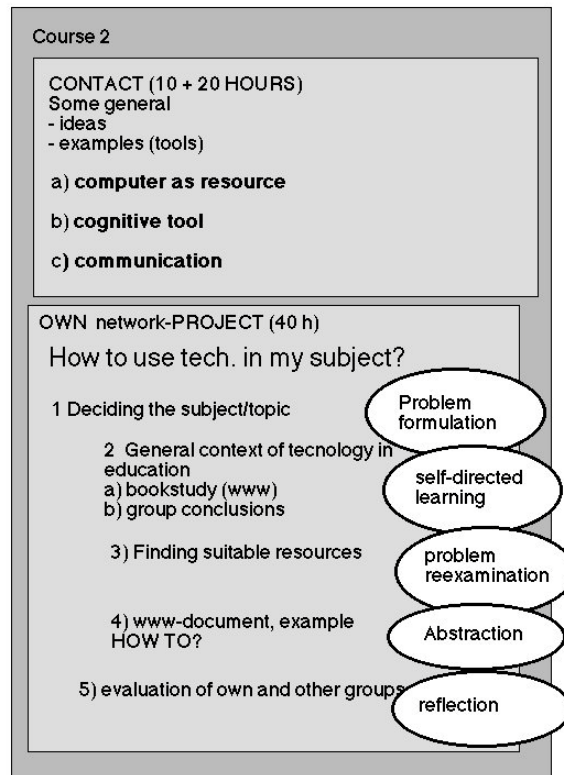 Course 2
CONTACT (10 + 20 HOURS)
Some general
- ideas
- examples (tools)
a) computer as resource
b) cognitive tool
c) communication
OWN network-PROJECT (40 h)
How to use tech. in my subject?
1 Deciding the subject/topic
Problem
formulation
2 General context of tecnology in
education
a) bookstudy (www)
b) group conclusions
self-directed
learning
3) Finding suitable resources
problem
reexamination
4) www-document, example
HOW TO?
Abstraction
5) evaluation of own and other groups
reflection